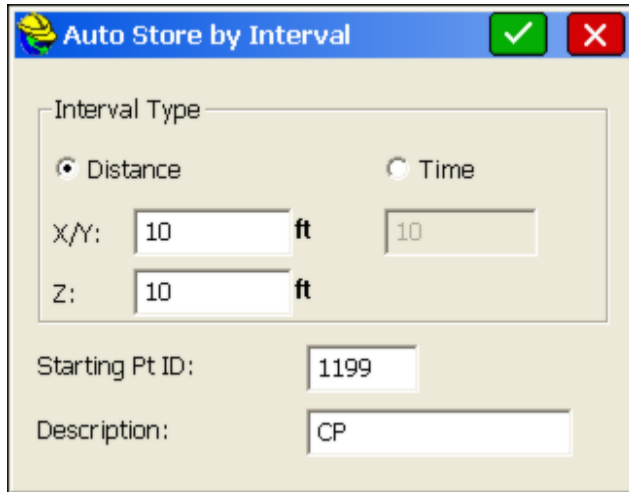 Auto Store by Interval
Interval Type
Distance Time
X/Y: 10 ft 10
Z: 10 ft
Starting Pt ID: 1199
Description: CP